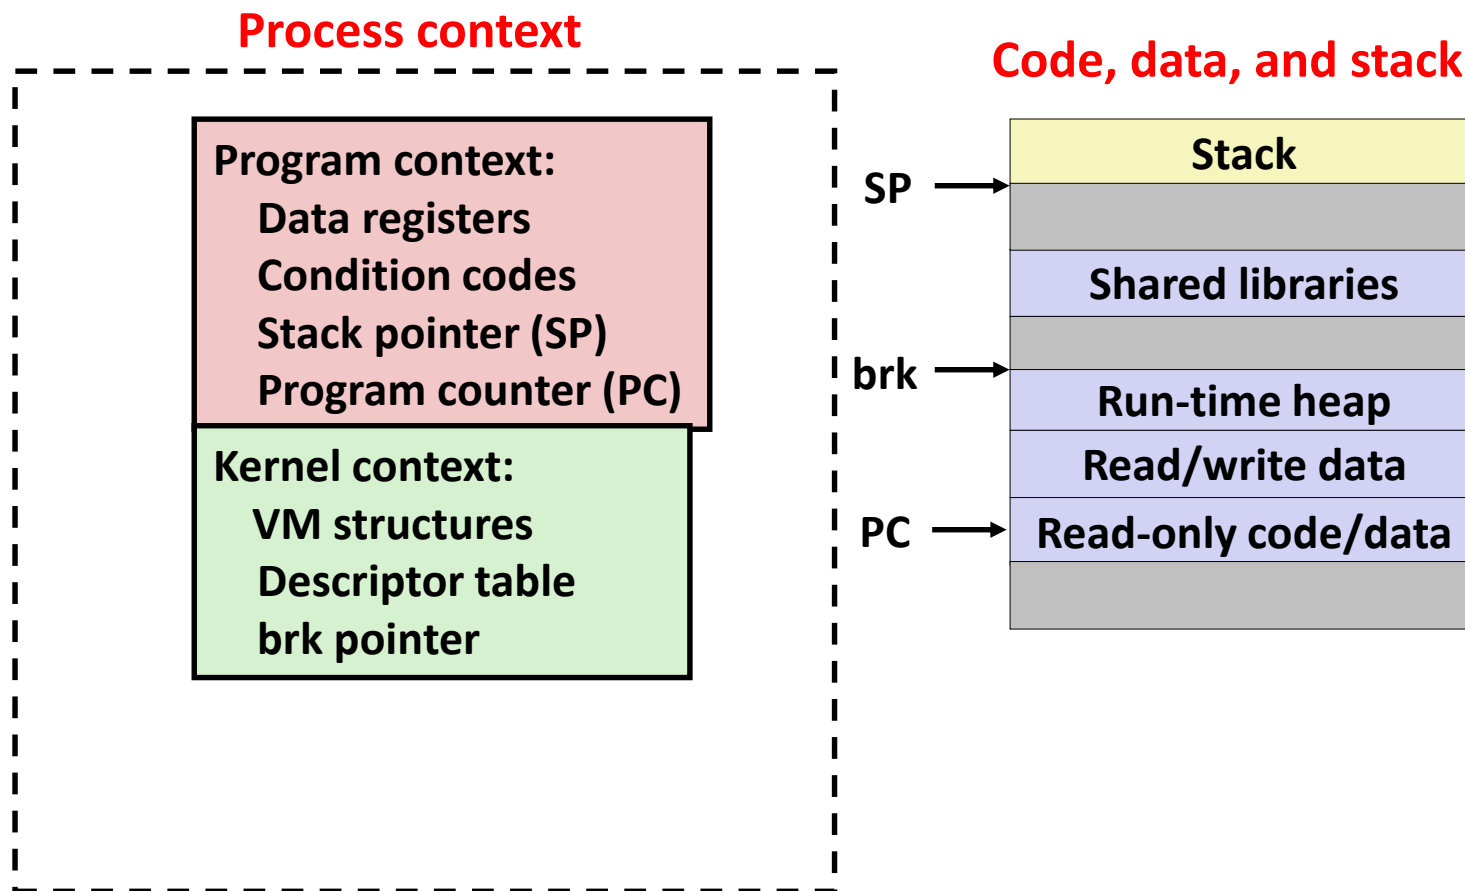 Process context
Program context:
Data registers
Condition codes
Stack pointer (SP)
Program counter (PC)
Kernel context:
VM structures
Descriptor table
brk pointer
Code, data, and stack
SP
brk
PC
Stack
Shared libraries
Run-time heap
Read/write data
Read-only code/data